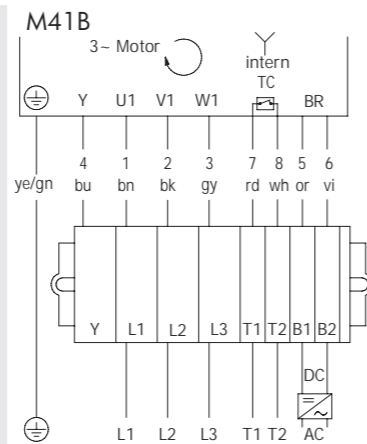 M41B
3~ Motor
intern
TC
Y U1 V1 W1 BR
4 1 2 3 7 8 5 6
ye/gn bu bn bk gy rd wh or vi
Y L1 L2 L3 T1 T2 B1 B2
DC
= ~
L1 L2 L3 T1 T2 AC